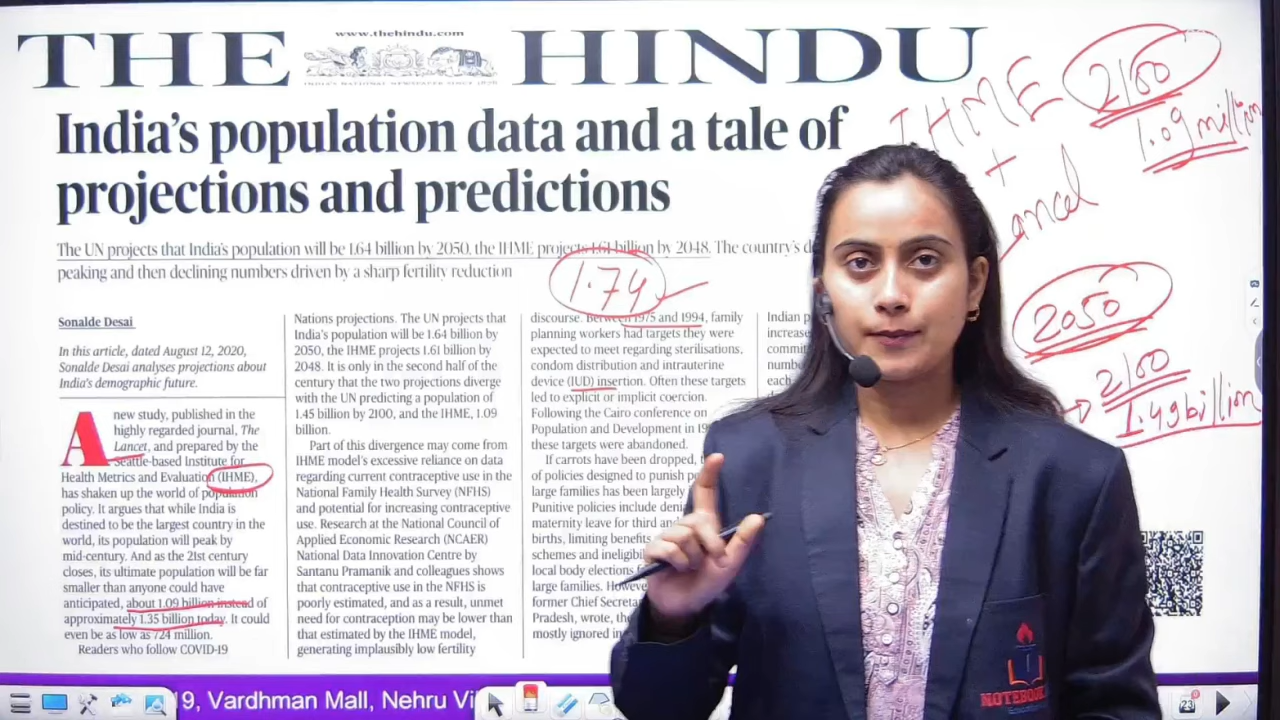 THE HINDU
www.thehindu.com
INDIA'S NATIONAL NEWSPAPER SINCE 1878
India's population data and a tale of
projections and predictions
The UN projects that India's population will be 1.64 billion by 2050, the IHME projects 1.61 billion by 2048. The country's
peaking and then declining numbers driven by a sharp fertility reduction
Sonalde Desai
In this article, dated August 12, 2020,
Sonalde Desai analyses projections about
India's demographic future.
A new study, published in the
highly regarded journal, The
Lancet, and prepared by the
Seattle-based Institute for
Health Metrics and Evaluation (IHME),
has shaken up the world of population
policy. It argues that while India is
destined to be the largest country in the
world, its population will peak by
mid-century. And as the 21st century
closes, its ultimate population will be far
smaller than anyone could have
anticipated, about 1.09 billion instead of
approximately 1.35 billion today. It could
even be as low as 724 million.
Readers who follow COVID-19
Nations projections. The UN projects that
India's population will be 1.64 billion by
2050, the IHME projects 1.61 billion by
2048. It is only in the second half of the
century that the two projections diverge
with the UN predicting a population of
1.45 billion by 2100, and the IHME, 1.09
billion.
Part of this divergence may come from
IHME model's excessive reliance on data
regarding current contraceptive use in the
National Family Health Survey (NFHS)
and potential for increasing contraceptive
use. Research at the National Council of
Applied Economic Research (NCAER)
National Data Innovation Centre by
Santanu Pramanik and colleagues shows
that contraceptive use in the NFHS is
poorly estimated, and as a result, unmet
need for contraception may be lower than
that estimated by the IHME model,
generating implausibly low fertility
1.74
discourse. Between 1975 and 1994, family
planning workers had targets they were
expected to meet regarding sterilisations,
condom distribution and intrauterine
device (IUD) insertion. Often these targets
led to explicit or implicit coercion.
Following the Cairo conference on
Population and Development in
these targets were abandoned.
If carrots have been dropped,
of policies designed to punish
large families has been largely
Punitive policies include
maternity leave for third and
births, limiting benefits
schemes and
local body elections
large families.
former Chief
Pradesh, wrote, the
mostly ignored in
Indian
increase
each
IHME
+
2100
1.09 million
2050
2100
1.49 billion
NOTEBOOK
19, Vardhman Mall, Nehru
23